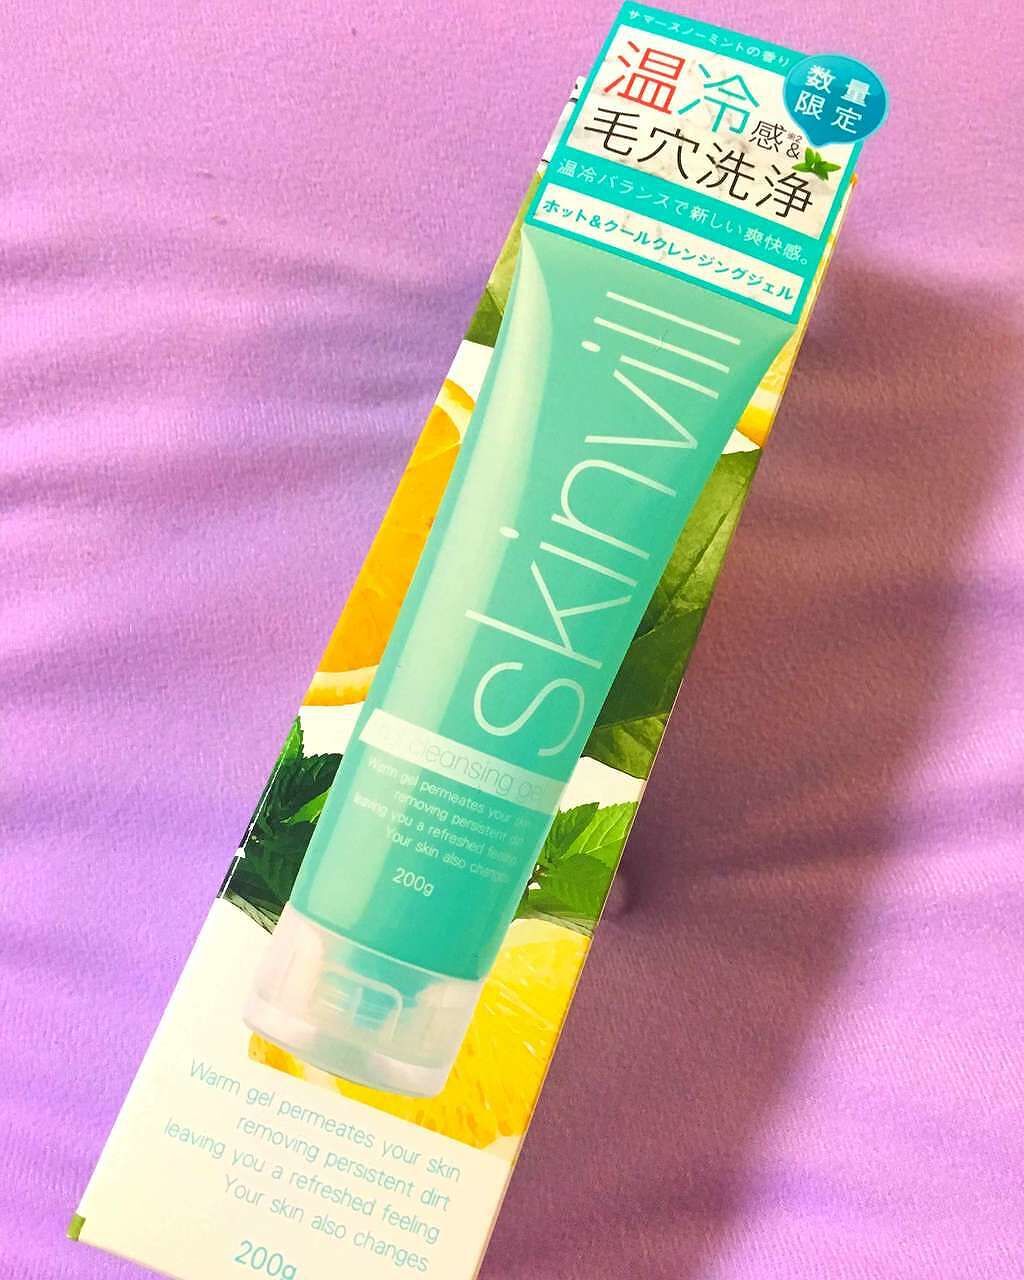 サマースノーミントの香り
数量
限定
温冷感※2&
毛穴洗浄
温冷バランスで新しい爽快感。
ホット&クールクレンジングジェル
skinvill
hot cleansing gel
Warm gel permeates your skin
removing persistent dirt
leaving you a refreshed feeling
Your skin also changes
200g
Warm gel permeates your skin
removing persistent dirt
leaving you a refreshed feeling
Your skin also changes
200g